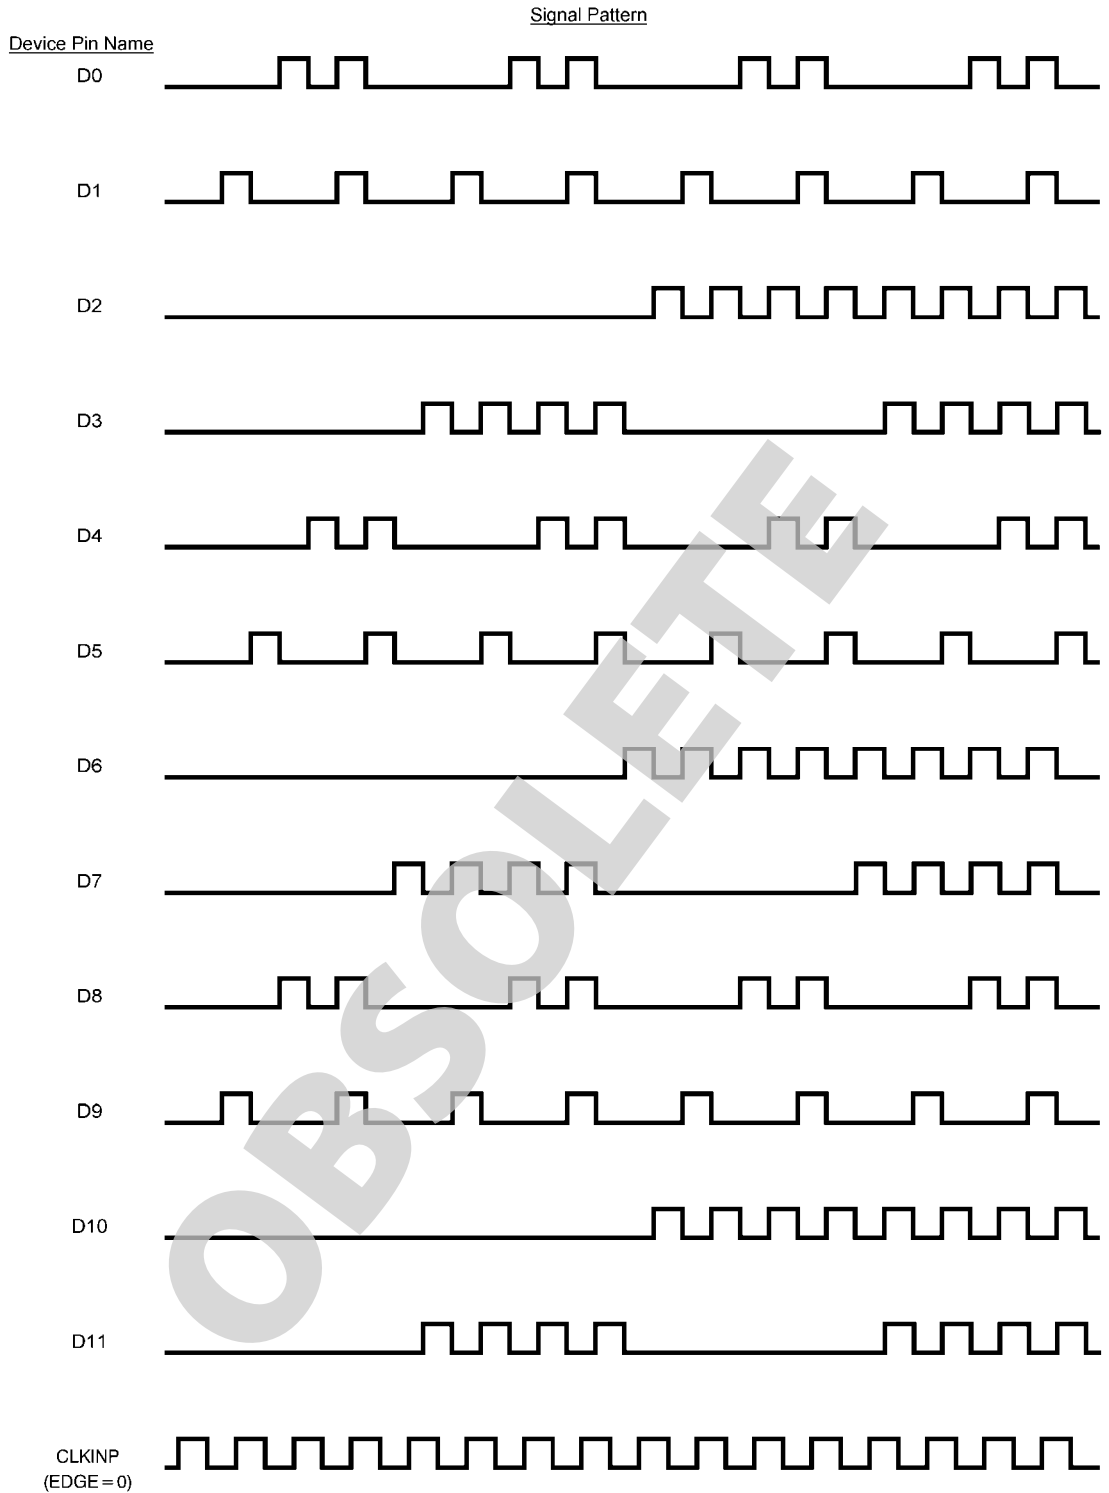 Signal Pattern
Device Pin Name
D0
D1
D2
D3
D4
D5
D6
D7
D8
D9
D10
D11
CLKINP
(EDGE = 0)
OBSOLETE